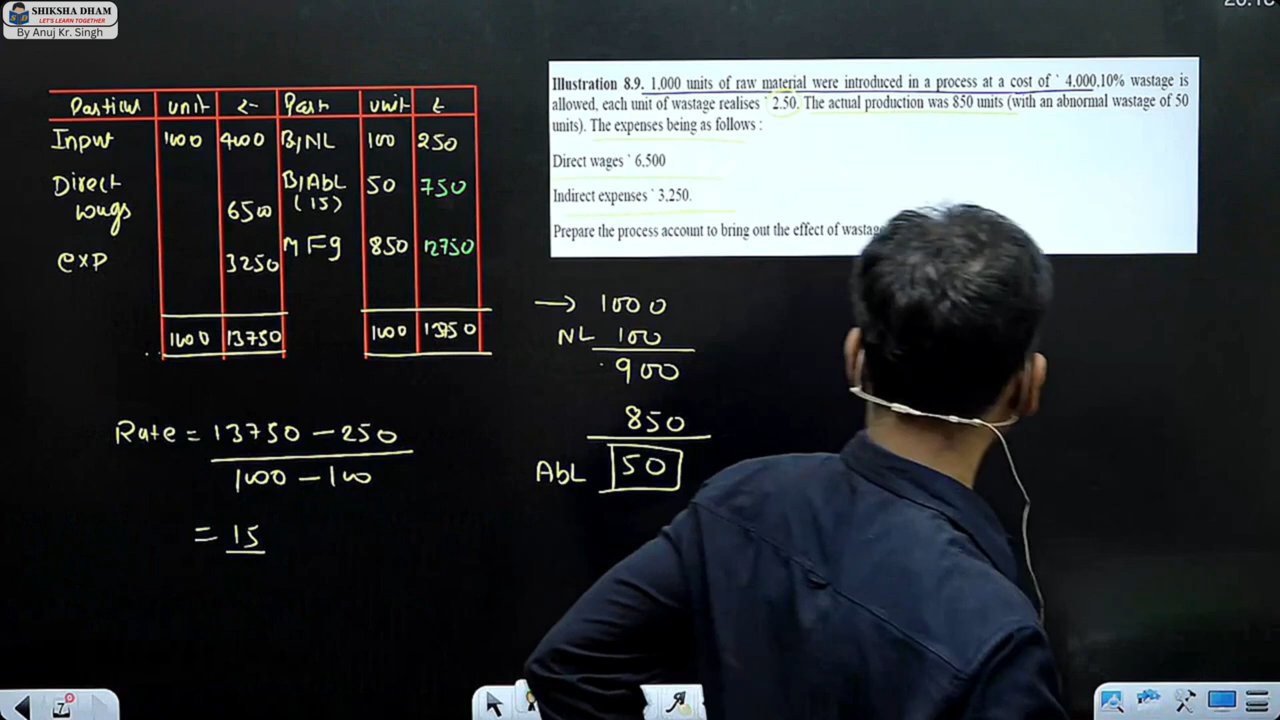 SHIKSHA DHAM
LET'S LEARN TOGETHER
By Anuj Kr. Singh
Illustration 8.9. 1,000 units of raw material were introduced in a process at a cost of ` 4,000.10% wastage is
allowed, each unit of wastage realises ` 2.50. The actual production was 850 units (with an abnormal wastage of 50
units). The expenses being as follows :
Direct wages ` 6,500
Indirect expenses ` 3,250.
Prepare the process account to bring out the effect of wastag
Particus unit ₹ Part unit ₹
Input 1000 4000 B,NL 100 250
Direct B,AbL 50 750
wougs 6500 (15)
exp 3250 MFg 850 12750
1000 13750 1000 13750
→ 1000
NL 100
900
850
AbL 50
Rate = 13750 - 250
1000 - 100
= 15
7